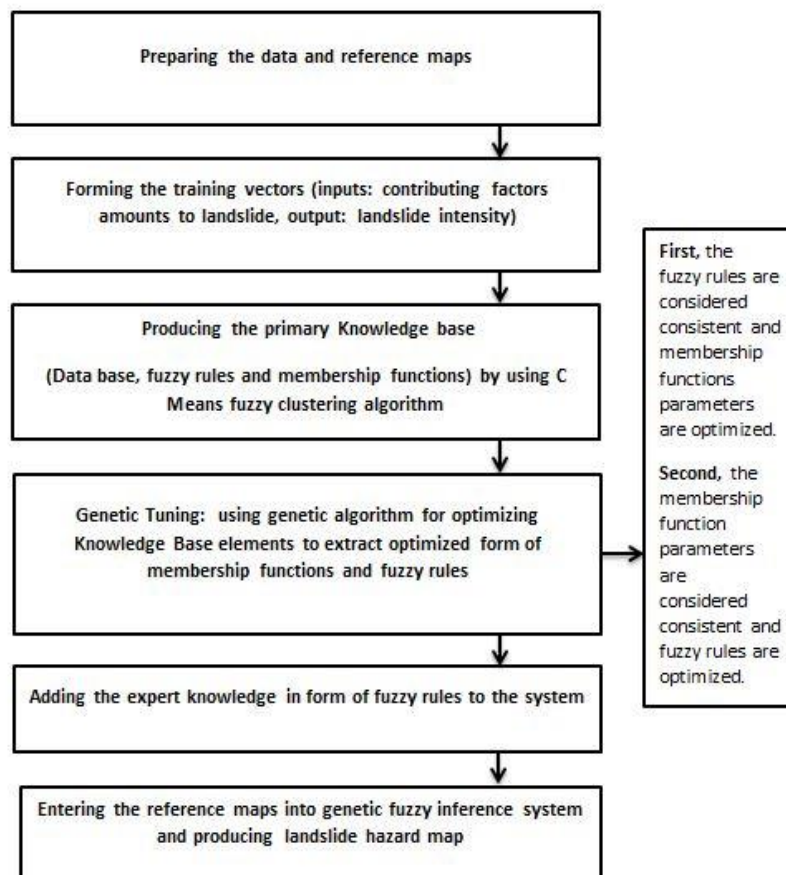 Preparing the data and reference maps
Forming the training vectors (inputs: contributing factors
amounts to landslide, output: landslide intensity)
Producing the primary Knowledge base
(Data base, fuzzy rules and membership functions) by using C
Means fuzzy clustering algorithm
Genetic Tuning: using genetic algorithm for optimizing
Knowledge Base elements to extract optimized form of
membership functions and fuzzy rules
First, the
fuzzy rules are
considered
consistent and
membership
functions
parameters
are optimized.
Second, the
membership
function
parameters
are
considered
consistent and
fuzzy rules are
optimized.
Adding the expert knowledge in form of fuzzy rules to the system
Entering the reference maps into genetic fuzzy inference system
and producing landslide hazard map